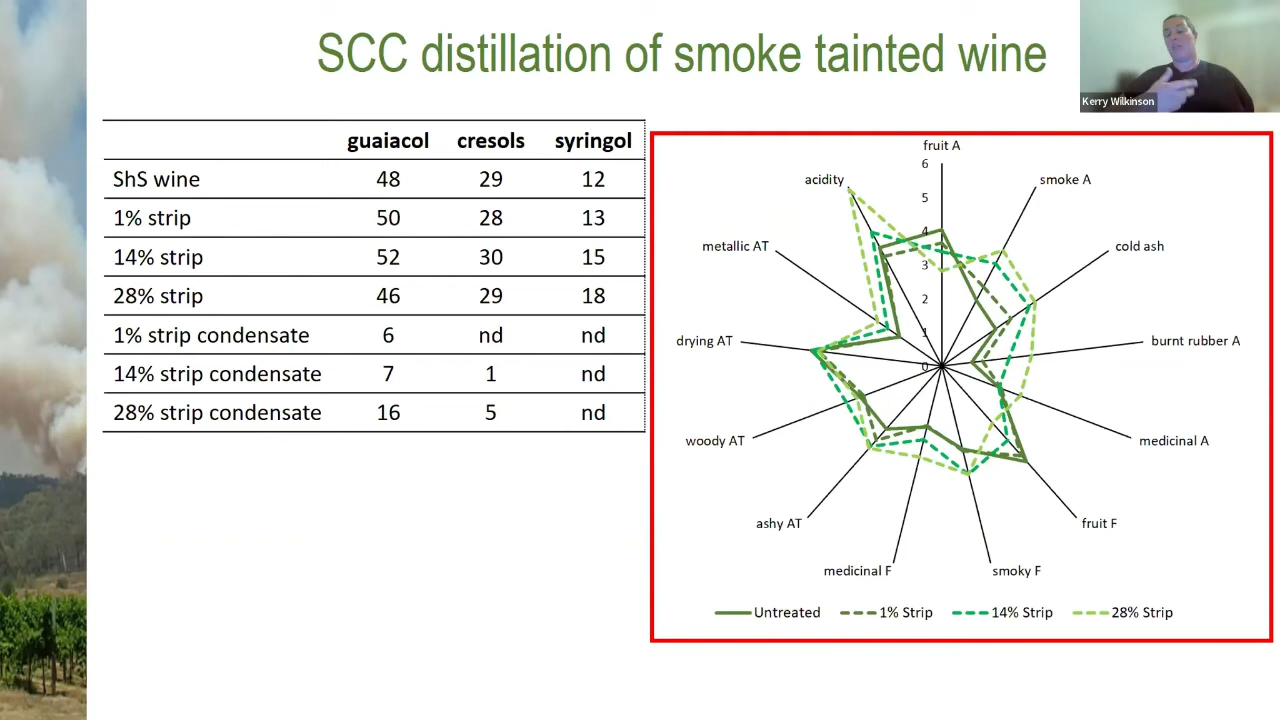 SCC distillation of smoke tainted wine
Kerry Wilkinson
guaiacol cresols syringol
ShS wine 48 29 12
1% strip 50 28 13
14% strip 52 30 15
28% strip 46 29 18
1% strip condensate 6 nd nd
14% strip condensate 7 1 nd
28% strip condensate 16 5 nd
fruit A
6
acidity
smoke A
5
4
metallic AT
cold ash
3
2
1
drying AT
burnt rubber A
0
woody AT
medicinal A
ashy AT
fruit F
medicinal F
smoky F
Untreated 1% Strip 14% Strip 28% Strip